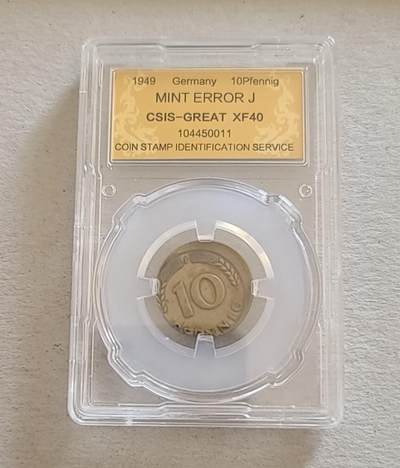 1949 Germany 10Pfennig
MINT ERROR J
CSIS-GREAT XF40
104450011
COIN STAMP IDENTIFICATION SERVICE
10
PFENNIG